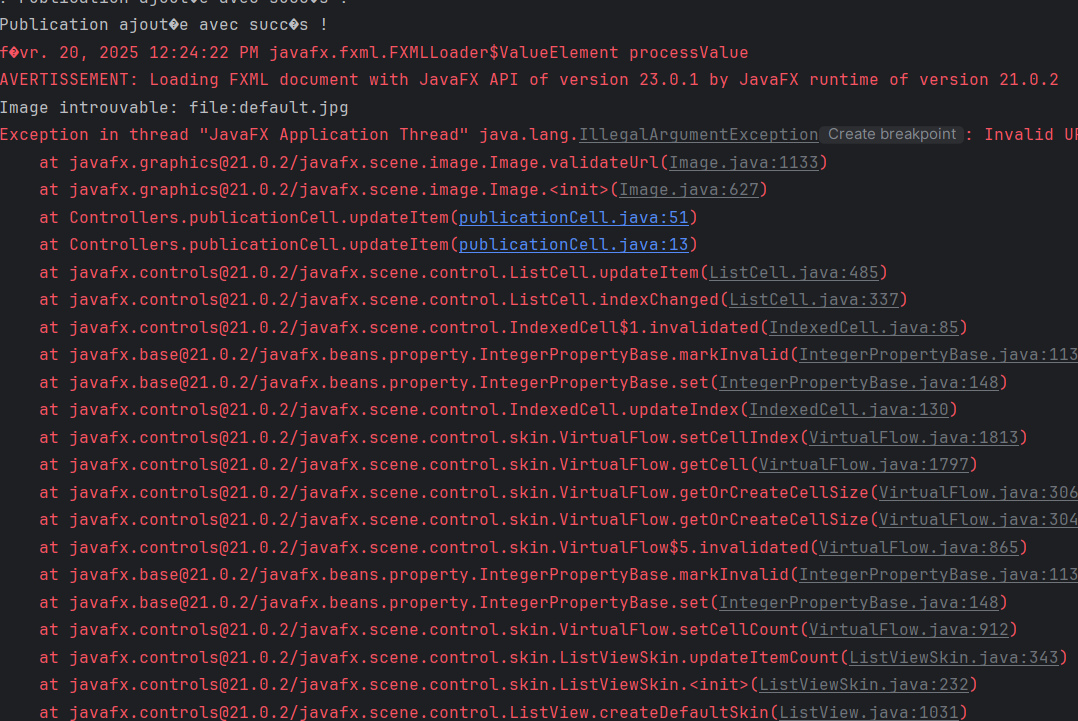 ! Publication ajout�e avec succ�s !
Publication ajout�e avec succ�s !
f�vr. 20, 2025 12:24:22 PM javafx.fxml.FXMLLoader$ValueElement processValue
AVERTISSEMENT: Loading FXML document with JavaFX API of version 23.0.1 by JavaFX runtime of version 21.0.2
Image introuvable: file:default.jpg
Exception in thread "JavaFX Application Thread" java.lang.IllegalArgumentException Create breakpoint : Invalid UR
at javafx.graphics@21.0.2/javafx.scene.image.Image.validateUrl(Image.java:1133)
at javafx.graphics@21.0.2/javafx.scene.image.Image.<init>(Image.java:627)
at Controllers.publicationCell.updateItem(publicationCell.java:51)
at Controllers.publicationCell.updateItem(publicationCell.java:13)
at javafx.controls@21.0.2/javafx.scene.control.ListCell.updateItem(ListCell.java:485)
at javafx.controls@21.0.2/javafx.scene.control.ListCell.indexChanged(ListCell.java:337)
at javafx.controls@21.0.2/javafx.scene.control.IndexedCell$1.invalidated(IndexedCell.java:85)
at javafx.base@21.0.2/javafx.beans.property.IntegerPropertyBase.markInvalid(IntegerPropertyBase.java:113
at javafx.base@21.0.2/javafx.beans.property.IntegerPropertyBase.set(IntegerPropertyBase.java:148)
at javafx.controls@21.0.2/javafx.scene.control.IndexedCell.updateIndex(IndexedCell.java:130)
at javafx.controls@21.0.2/javafx.scene.control.skin.VirtualFlow.setCellIndex(VirtualFlow.java:1813)
at javafx.controls@21.0.2/javafx.scene.control.skin.VirtualFlow.getCell(VirtualFlow.java:1797)
at javafx.controls@21.0.2/javafx.scene.control.skin.VirtualFlow.getOrCreateCellSize(VirtualFlow.java:306
at javafx.controls@21.0.2/javafx.scene.control.skin.VirtualFlow.getOrCreateCellSize(VirtualFlow.java:304
at javafx.controls@21.0.2/javafx.scene.control.skin.VirtualFlow$5.invalidated(VirtualFlow.java:865)
at javafx.base@21.0.2/javafx.beans.property.IntegerPropertyBase.markInvalid(IntegerPropertyBase.java:113
at javafx.base@21.0.2/javafx.beans.property.IntegerPropertyBase.set(IntegerPropertyBase.java:148)
at javafx.controls@21.0.2/javafx.scene.control.skin.VirtualFlow.setCellCount(VirtualFlow.java:912)
at javafx.controls@21.0.2/javafx.scene.control.skin.ListViewSkin.updateItemCount(ListViewSkin.java:343)
at javafx.controls@21.0.2/javafx.scene.control.skin.ListViewSkin.<init>(ListViewSkin.java:232)
at javafx.controls@21.0.2/javafx.scene.control.ListView.createDefaultSkin(ListView.java:1031)